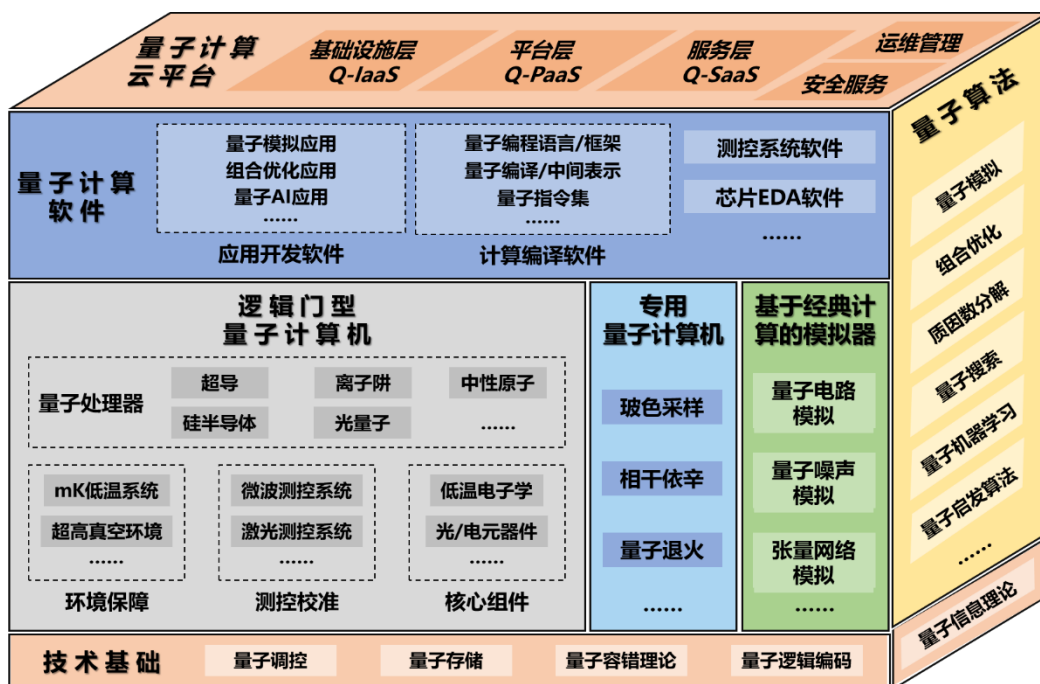 量子计算
云平台
基础设施层
Q-IaaS
平台层
Q-PaaS
服务层
Q-SaaS
运维管理
安全服务
量子计算
软件
量子模拟应用
组合优化应用
量子AI应用
......
应用开发软件
量子编程语言/框架
量子编译/中间表示
量子指令集
......
计算编译软件
测控系统软件
芯片EDA软件
......
逻辑门型
量子计算机
量子处理器
超导
离子阱
中性原子
硅半导体
光量子
......
mK低温系统
超高真空环境
......
环境保障
微波测控系统
激光测控系统
......
测控校准
低温电子学
光/电元器件
......
核心组件
专用
量子计算机
玻色采样
相干依辛
量子退火
......
基于经典计
算的模拟器
量子电路
模拟
量子噪声
模拟
张量网络
模拟
......
量子算法
量子模拟
组合优化
质因数分解
量子搜索
量子机器学习
量子启发算法
......
技术基础
量子调控
量子存储
量子容错理论
量子逻辑编码
量子信息理论